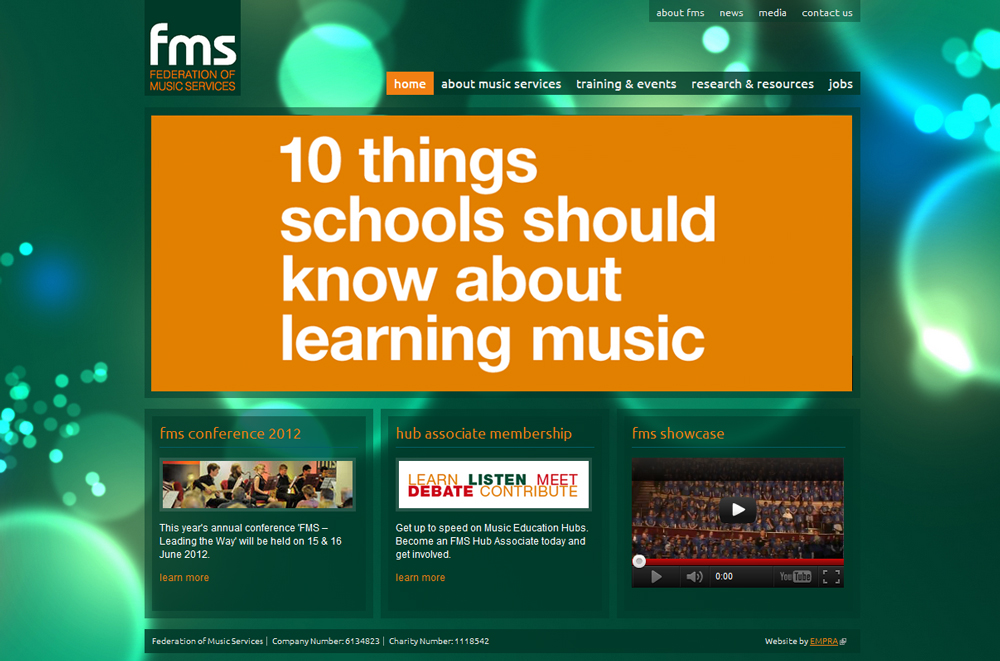 about fms news media contact us
fms
FEDERATION OF
MUSIC SERVICES
home about music services training & events research & resources jobs
10 things
schools should
know about
learning music
fms conference 2012
This year's annual conference 'FMS –
Leading the Way' will be held on 15 & 16
June 2012.
learn more
hub associate membership
LEARN LISTEN MEET
DEBATE CONTRIBUTE
Get up to speed on Music Education Hubs.
Become an FMS Hub Associate today and
get involved.
learn more
fms showcase
0:00 YouTube
Federation of Music Services | Company Number: 6134823 | Charity Number: 1118542
Website by EMPRA